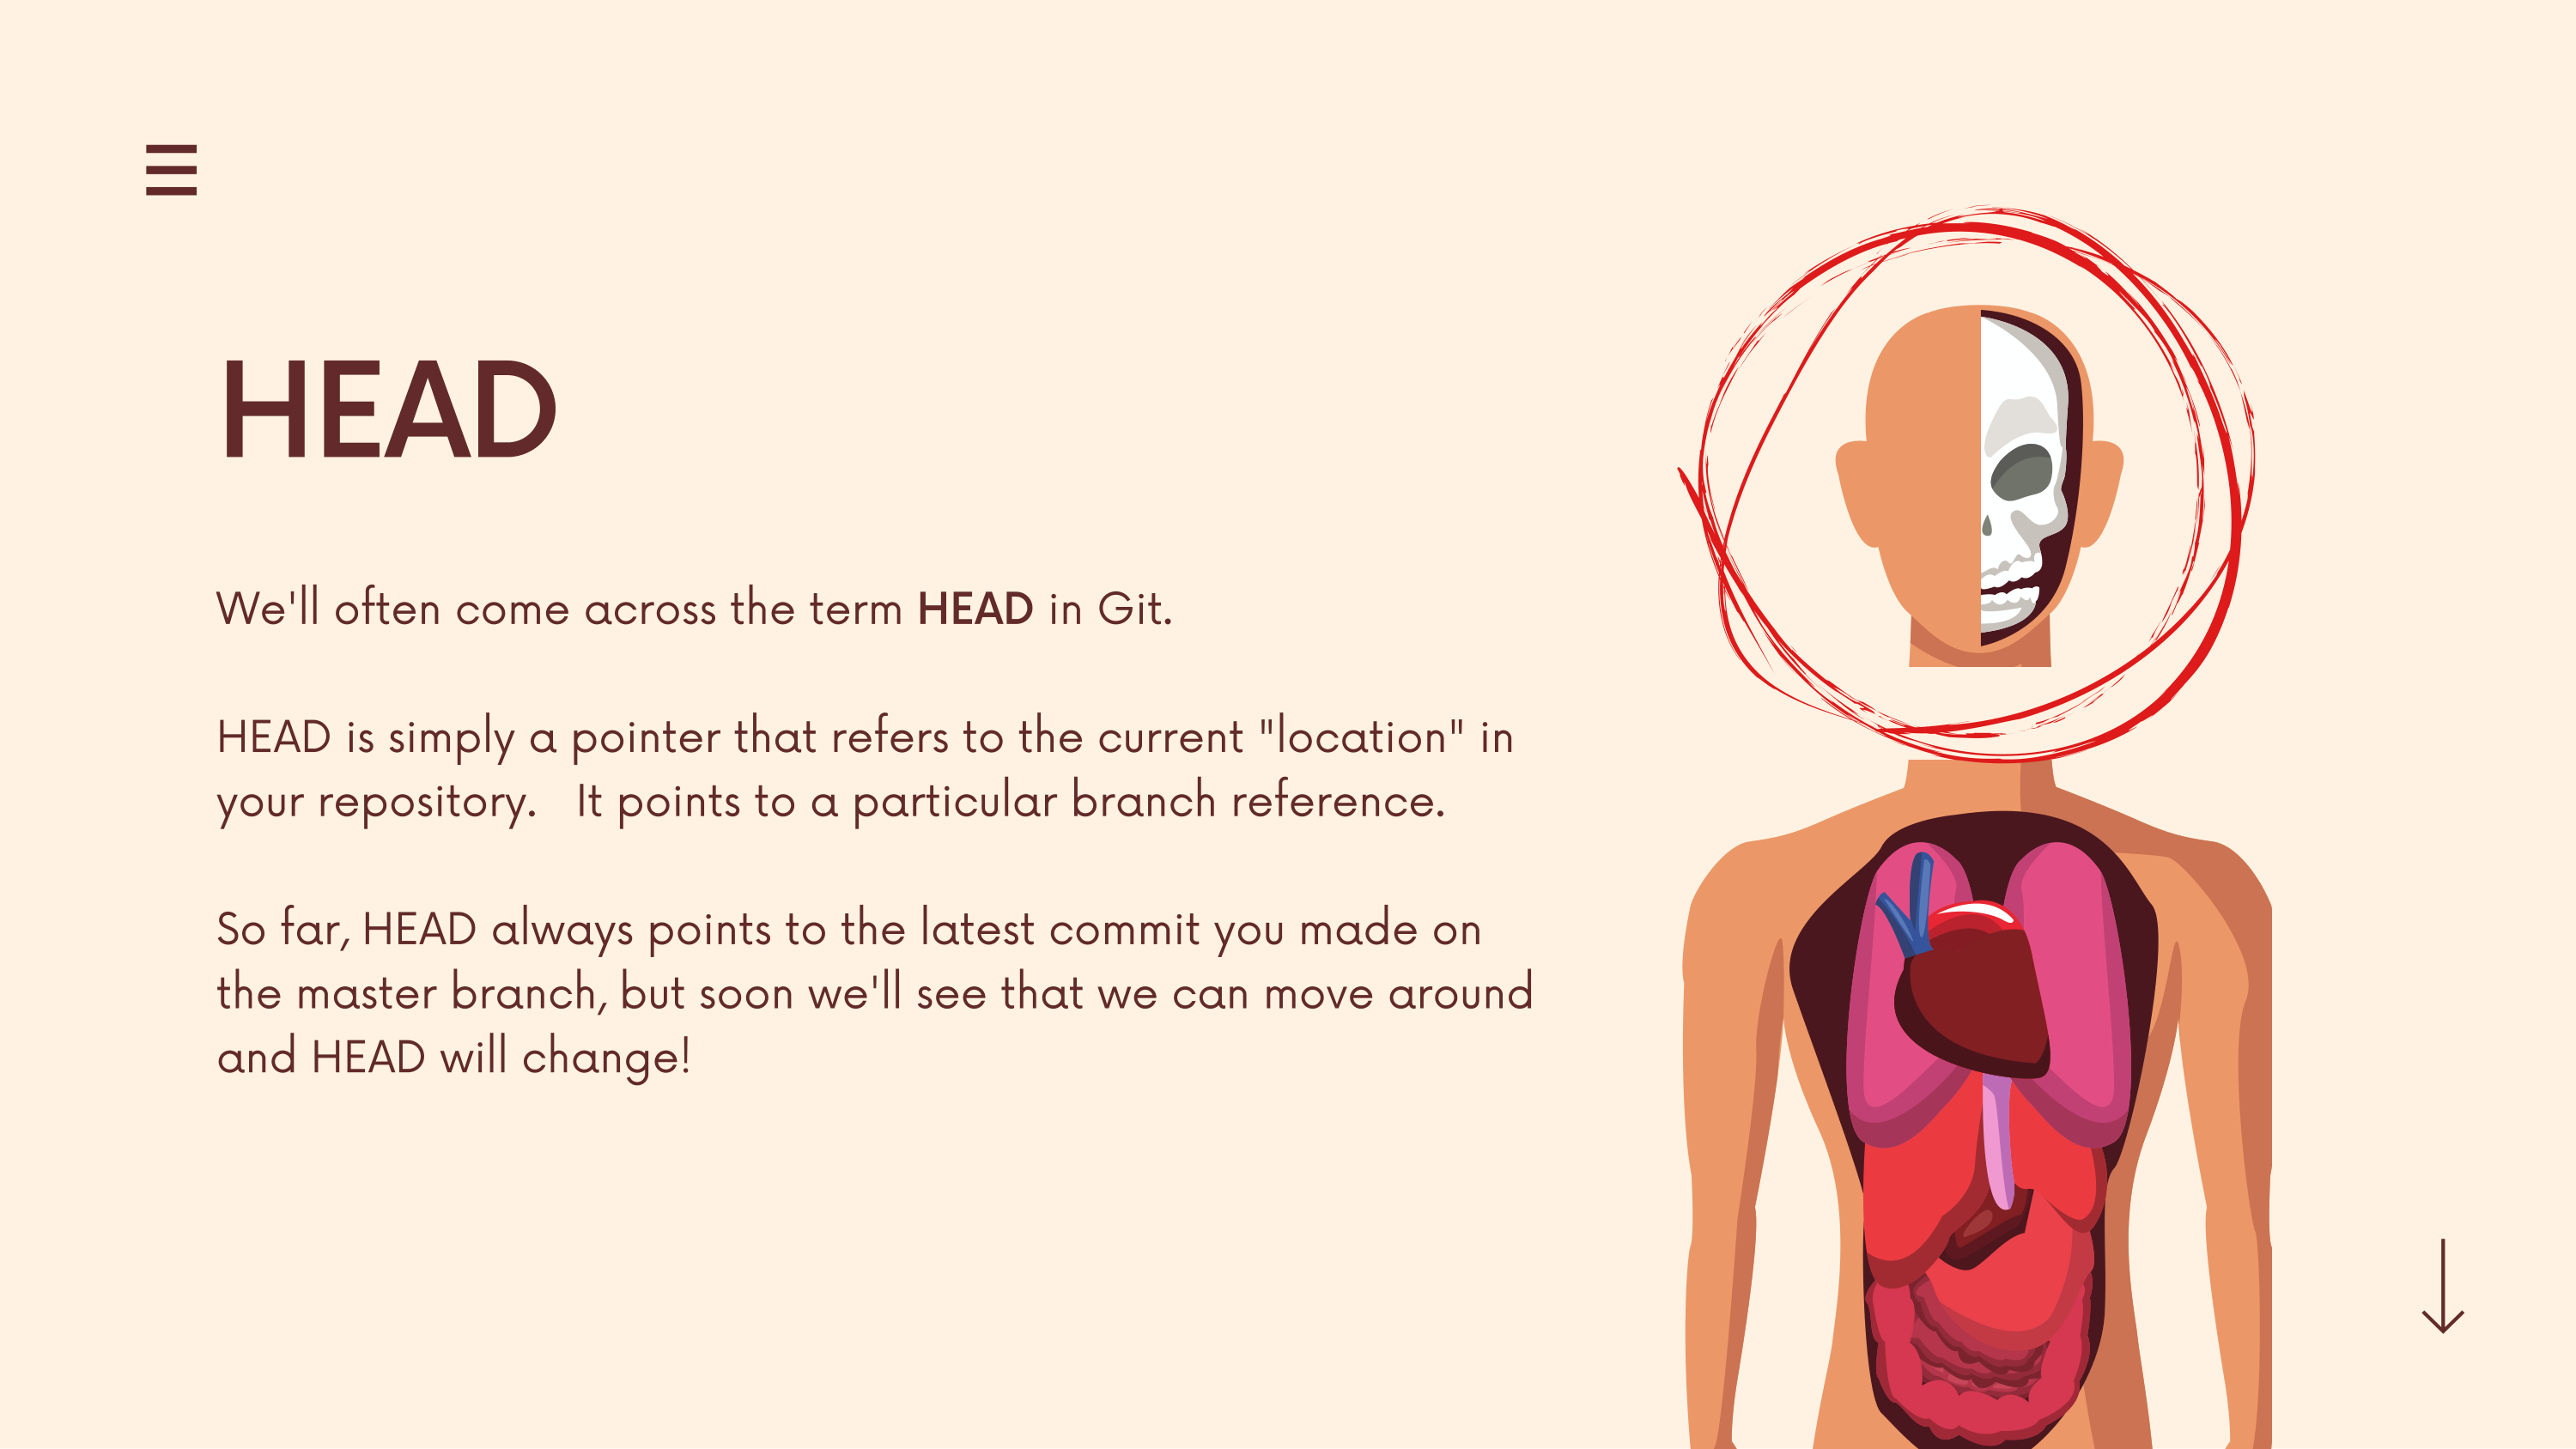 HEAD
We'll often come across the term HEAD in Git.
HEAD is simply a pointer that refers to the current "location" in
your repository.   It points to a particular branch reference.
So far, HEAD always points to the latest commit you made on
the master branch, but soon we'll see that we can move around
and HEAD will change!